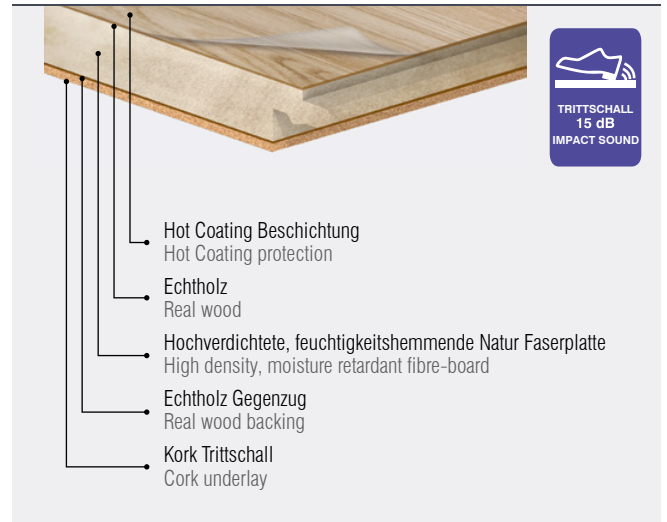 TRITTSCHALL
15 dB
IMPACT SOUND
Hot Coating Beschichtung
Hot Coating protection
Echtholz
Real wood
Hochverdichtete, feuchtigkeitshemmende Natur Faserplatte
High density, moisture retardant fibre-board
Echtholz Gegenzug
Real wood backing
Kork Trittschall
Cork underlay